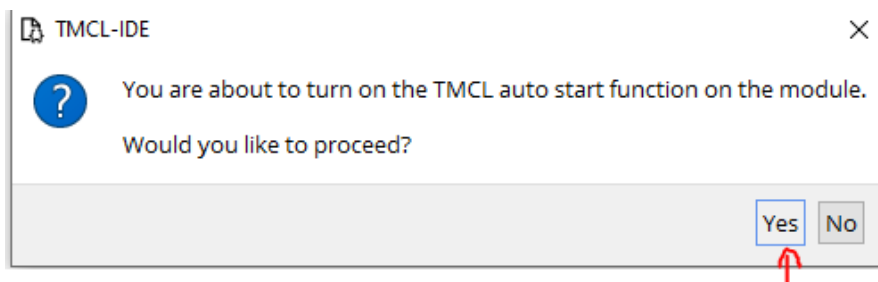 TMCL-IDE
You are about to turn on the TMCL auto start function on the module.
Would you like to proceed?
Yes No